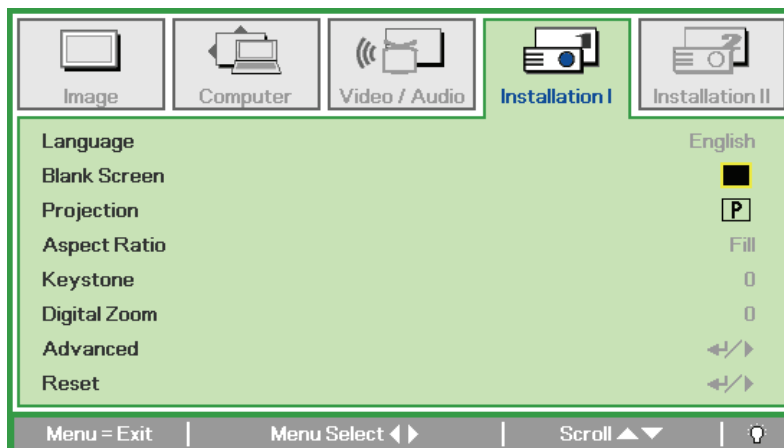 Image Computer Video / Audio Installation I Installation II
Language English
Blank Screen
Projection P
Aspect Ratio Fill
Keystone 0
Digital Zoom 0
Advanced
Reset
Menu = Exit Menu Select Scroll